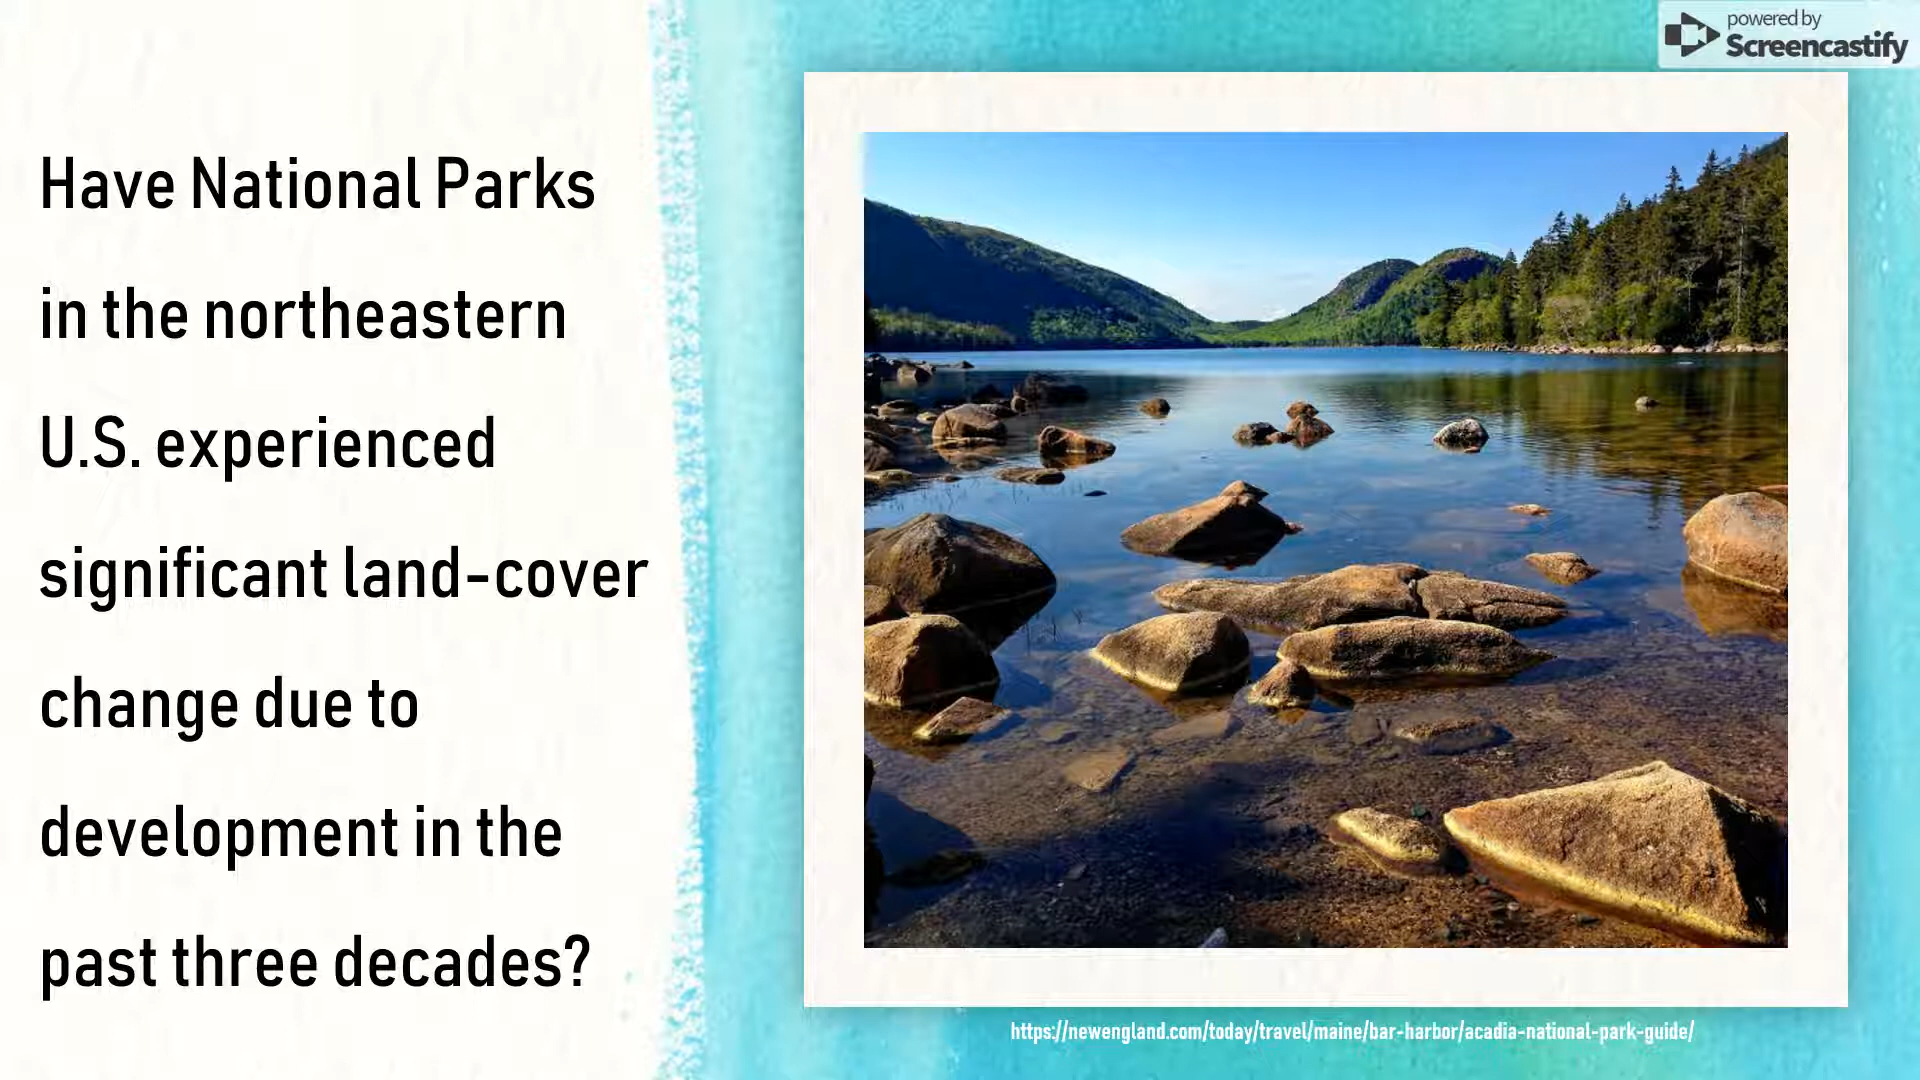 powered by
Screencastify
Have National Parks
in the northeastern
U.S. experienced
significant land-cover
change due to
development in the
past three decades?
https://newengland.com/today/travel/maine/bar-harbor/acadia-national-park-guide/